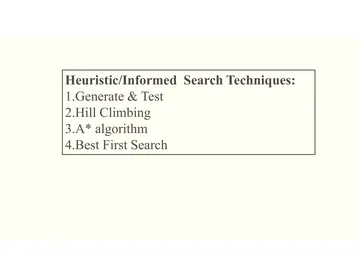 Heuristic/Informed Search Techniques:
1.Generate & Test
2.Hill Climbing
3.A* algorithm
4.Best First Search